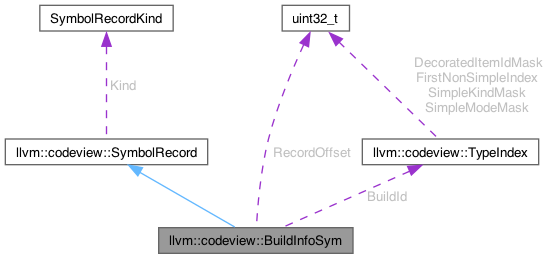 SymbolRecordKind
uint32_t
DecoratedItemIdMask
FirstNonSimpleIndex
SimpleKindMask
SimpleModeMask
Kind
llvm::codeview::SymbolRecord
RecordOffset
llvm::codeview::TypeIndex
BuildId
llvm::codeview::BuildInfoSym